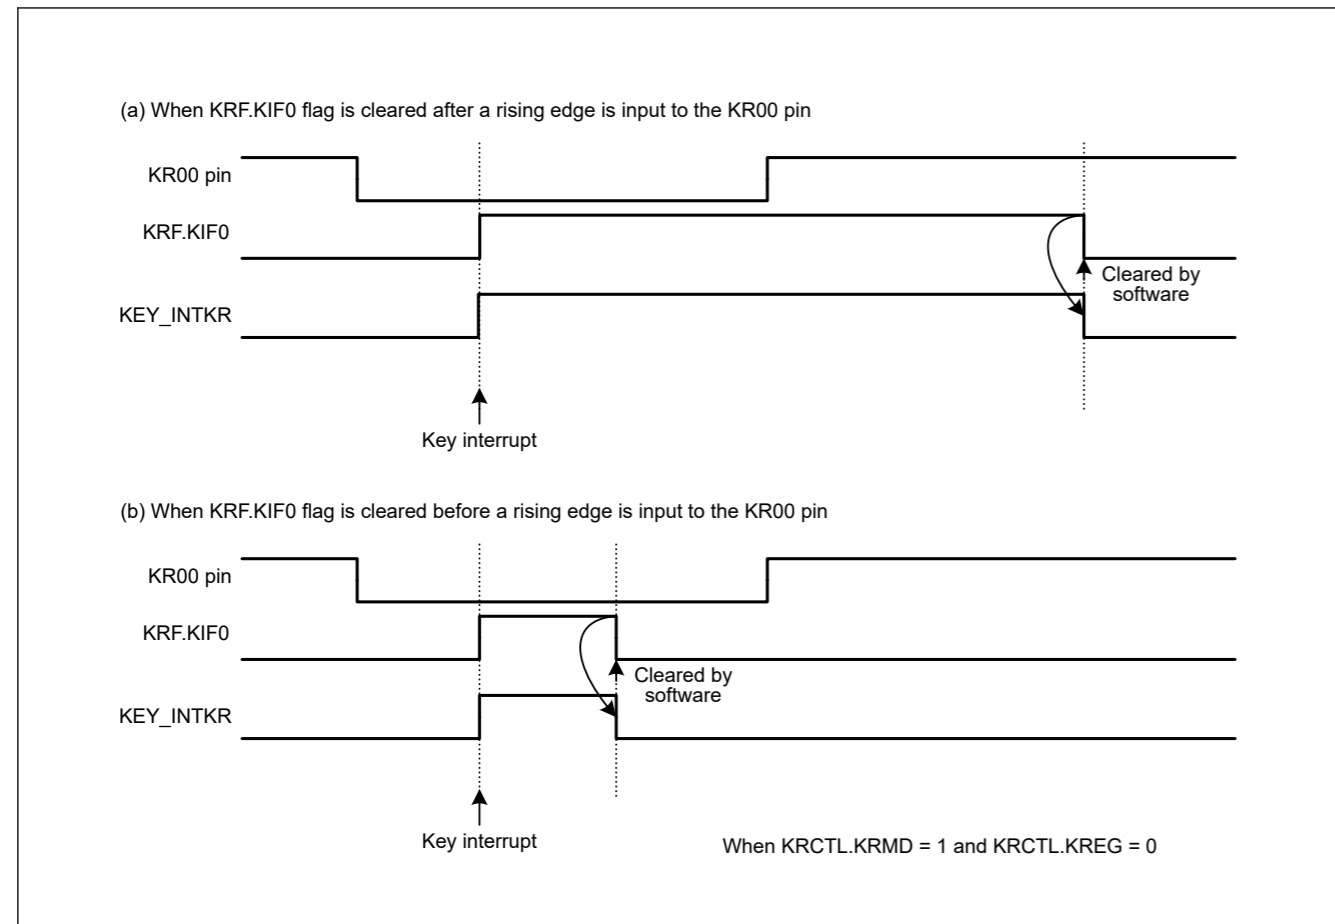 (a) When KRF.KIF0 flag is cleared after a rising edge is input to the KR00 pin
KR00 pin
KRF.KIF0
Cleared by
software
KEY_INTKR
Key interrupt
(b) When KRF.KIF0 flag is cleared before a rising edge is input to the KR00 pin
KR00 pin
KRF.KIF0
Cleared by
software
KEY_INTKR
Key interrupt
When KRCTL.KRMD = 1 and KRCTL.KREG = 0